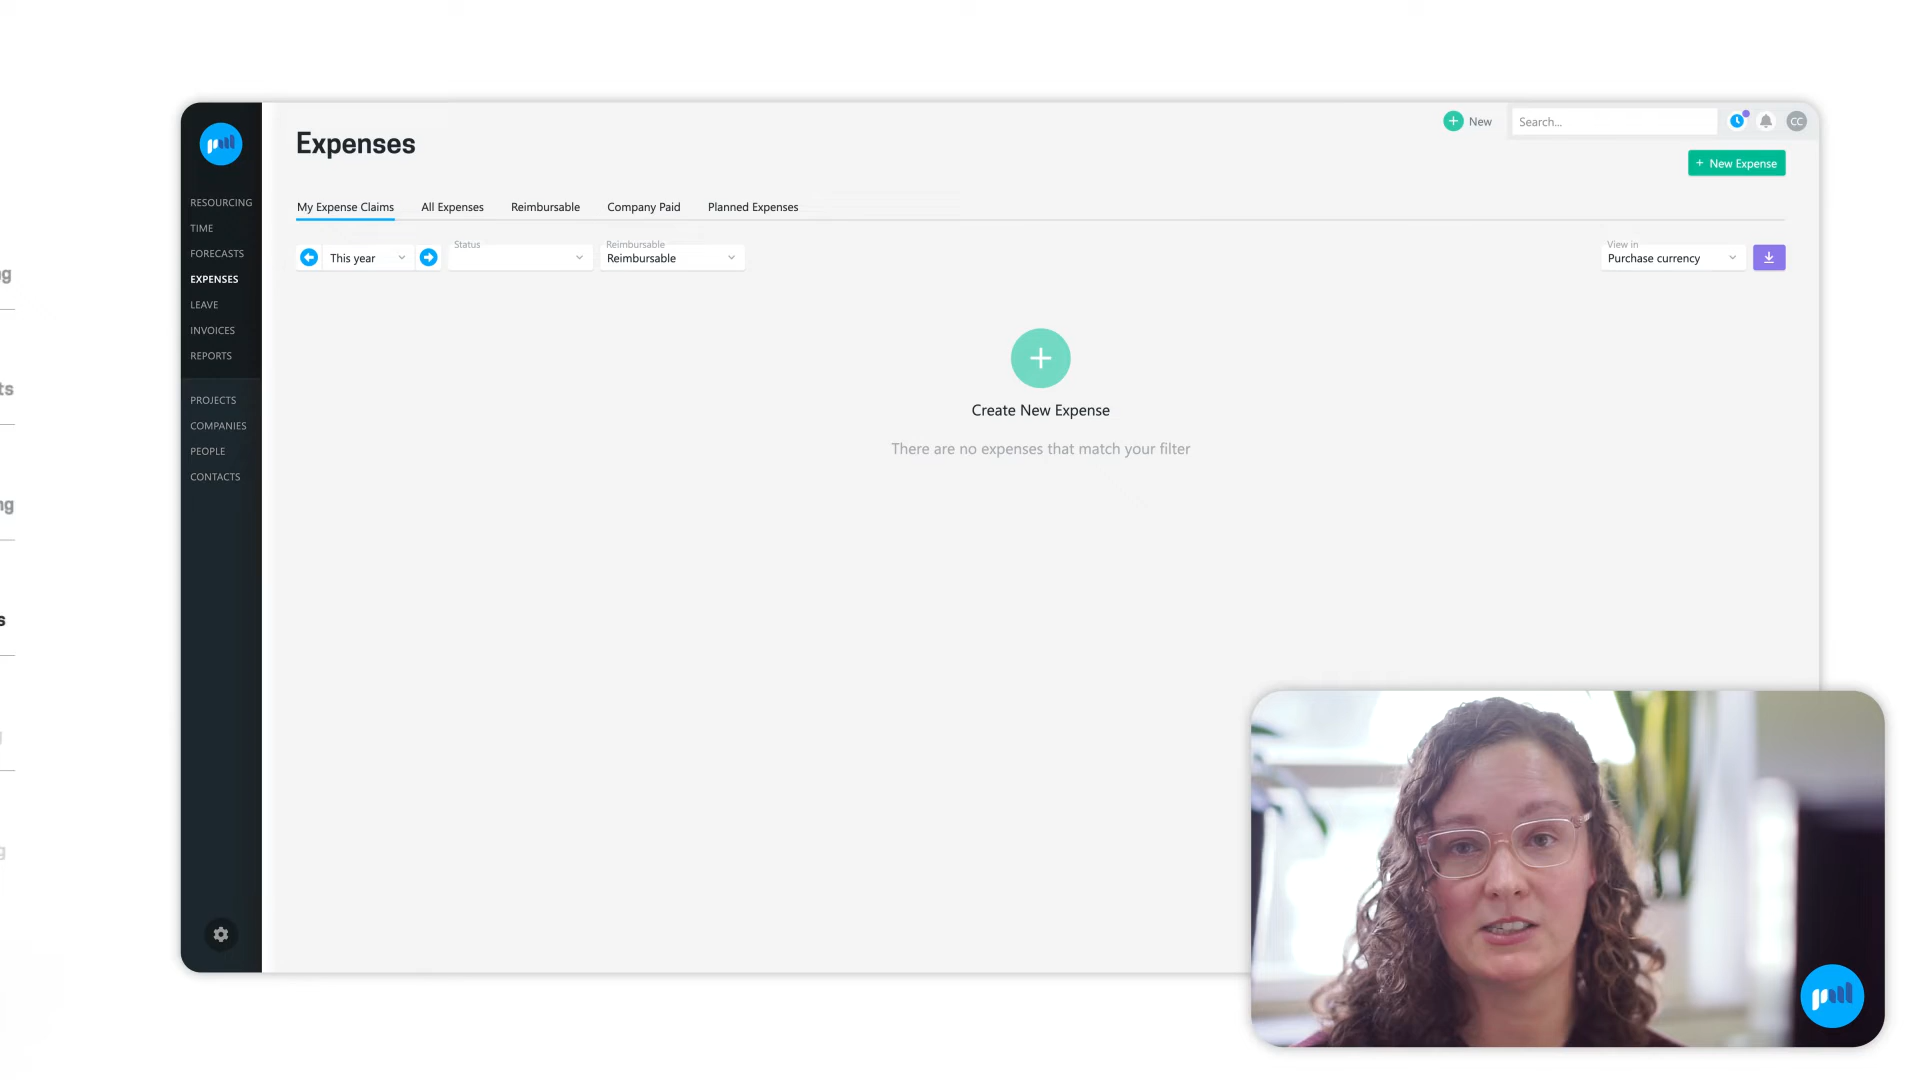 Expenses
New
Search...
CC
+ New Expense
RESOURCING
TIME
FORECASTS
EXPENSES
LEAVE
INVOICES
REPORTS
PROJECTS
COMPANIES
PEOPLE
CONTACTS
My Expense Claims
All Expenses
Reimbursable
Company Paid
Planned Expenses
This year
Status
Reimbursable
Reimbursable
View in
Purchase currency
Create New Expense
There are no expenses that match your filter